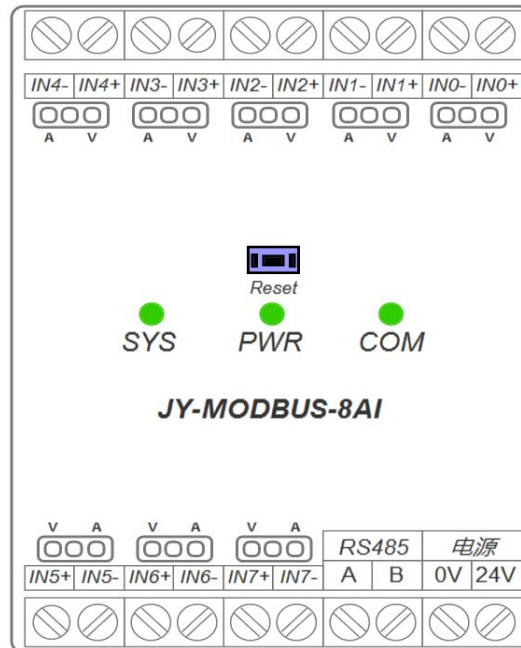 IN4- IN4+ IN3- IN3+ IN2- IN2+ IN1- IN1+ IN0- IN0+
A V A V A V A V A V
Reset
SYS PWR COM
JY-MODBUS-8AI
V A V A V A
RS485 电源
IN5+ IN5- IN6+ IN6- IN7+ IN7- A B 0V 24V